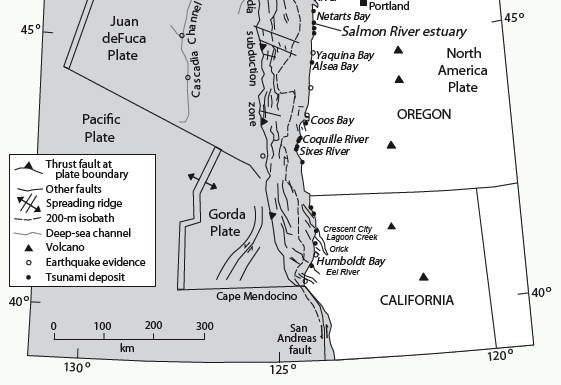 Portland
Netarts Bay
45°
45°
Juan
deFuca
Plate
Cascadia Channel
subduction
zone
Salmon River estuary
Yaquina Bay
Alsea Bay
North
America
Plate
Pacific
Plate
OREGON
Coos Bay
Coquille River
Sixes River
Thrust fault at
plate boundary
Other faults
Spreading ridge
200-m isobath
Deep-sea channel
Volcano
Earthquake evidence
Tsunami deposit
Gorda
Plate
Crescent City
Lagoon Creek
Orick
Humboldt Bay
Eel River
40°
40°
Cape Mendocino
CALIFORNIA
0 100 200 300
km
San
Andreas
fault
130°
125°
120°